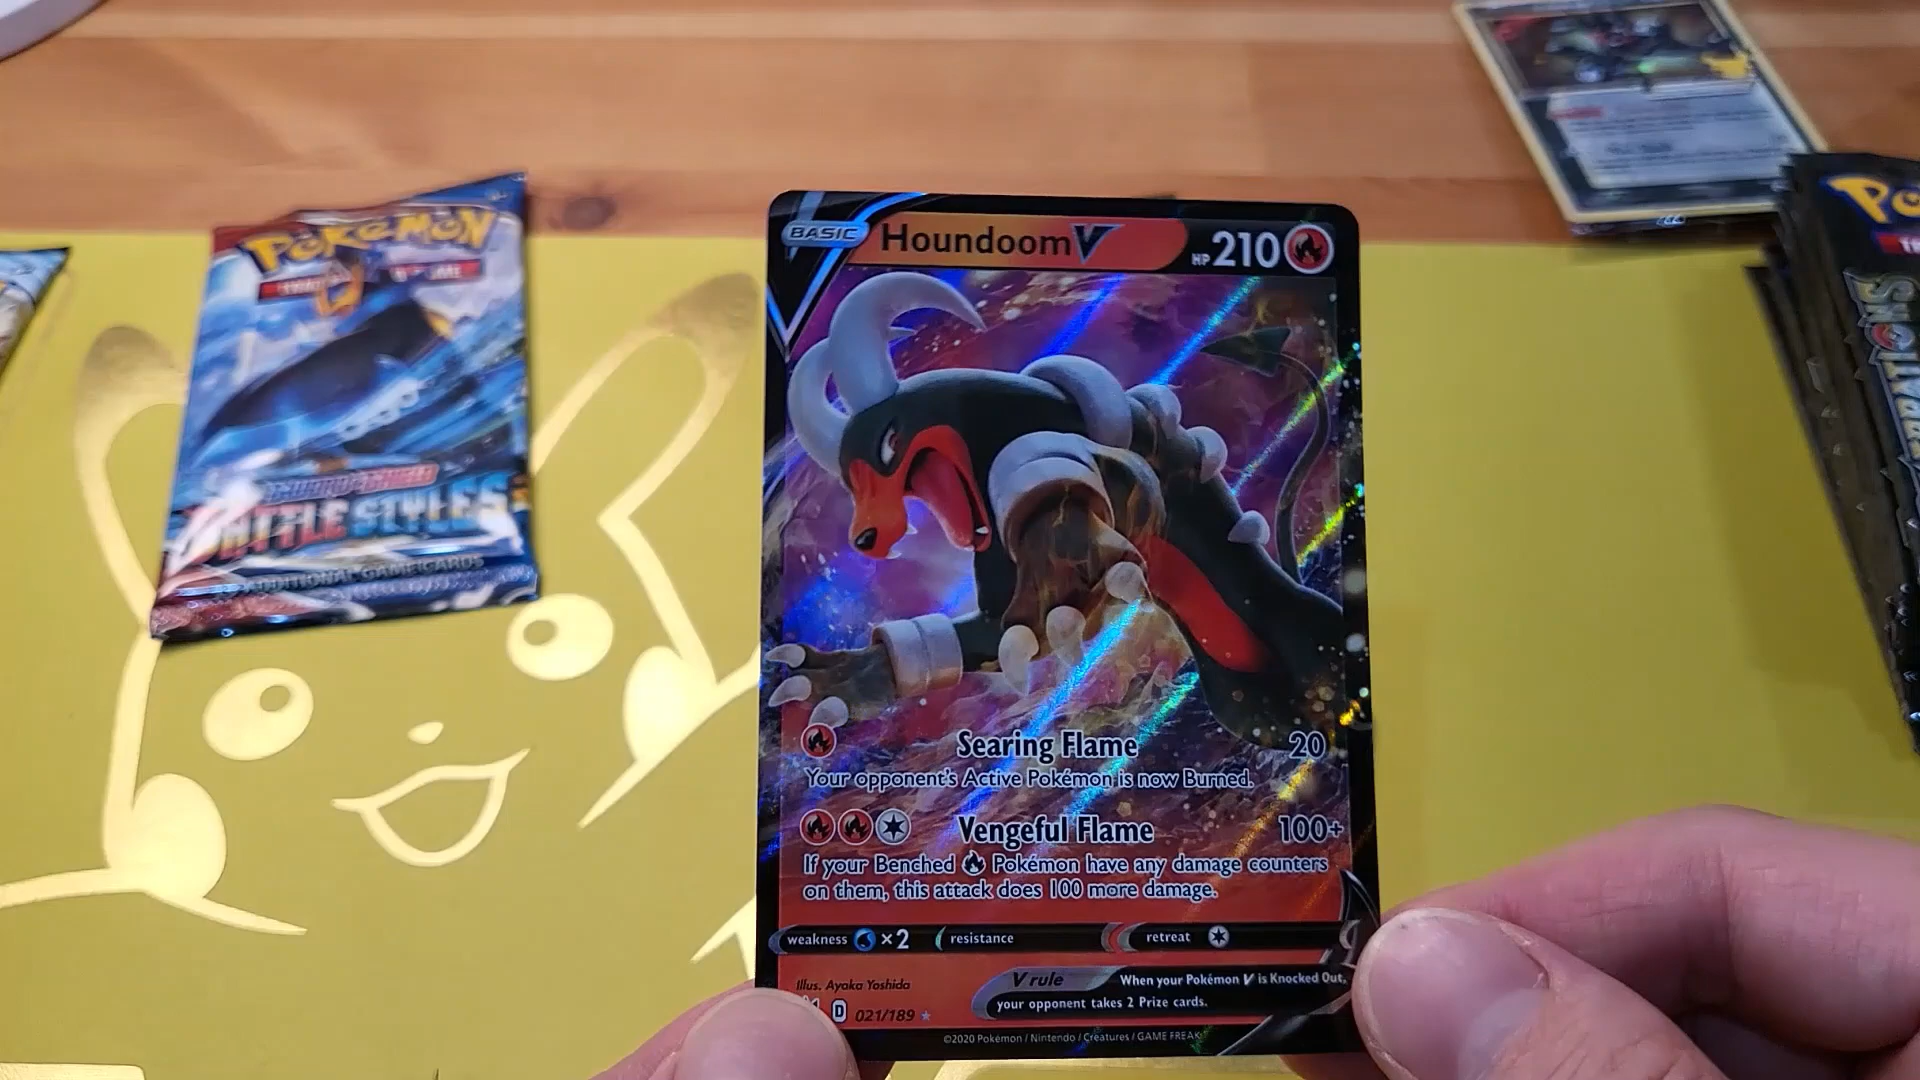 POKÉMON
BATTLE STYLES
ADDITIONAL GAME CARDS
BASIC
Houndoom V
HP 210
Searing Flame 20
Your opponent's Active Pokémon is now Burned.
Vengeful Flame 100+
If your Benched Pokémon have any damage counters
on them, this attack does 100 more damage.
weakness ×2 resistance retreat
Illus. Ayaka Yoshida
V rule When your Pokémon V is Knocked Out,
your opponent takes 2 Prize cards.
D 021/189
©2020 Pokémon / Nintendo / Creatures / GAME FREAK